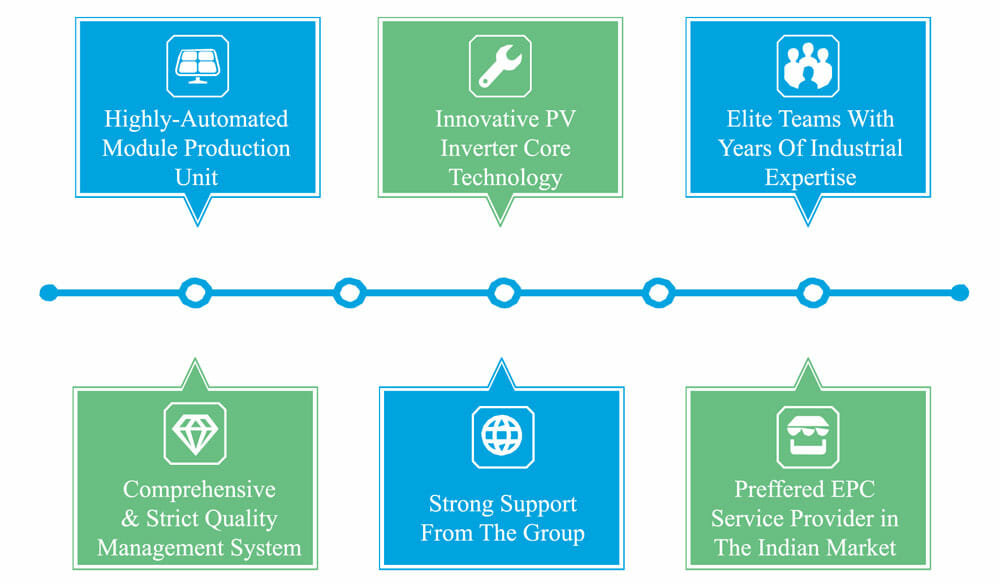 Highly-Automated
Module Production
Unit
Innovative PV
Inverter Core
Technology
Elite Teams With
Years Of Industrial
Expertise
Comprehensive
& Strict Quality
Management System
Strong Support
From The Group
Preffered EPC
Service Provider in
The Indian Market